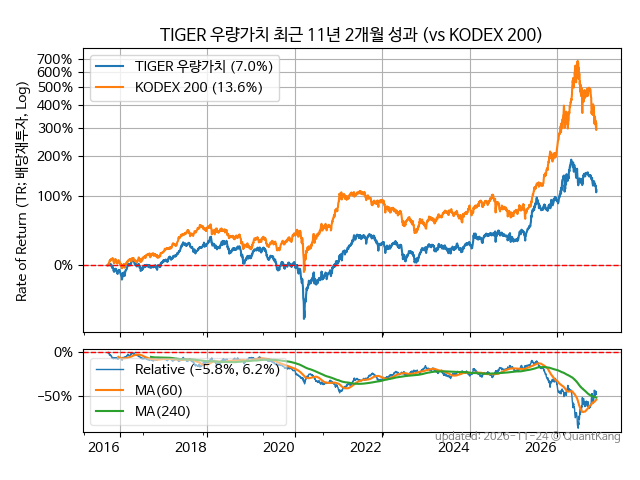 TIGER 우량가치 최근 11년 2개월 성과 (vs KODEX 200)
Rate of Return (TR: 배당재투자, Log)
700%
600%
500%
400%
300%
200%
100%
0%
TIGER 우량가치 (7.0%)
KODEX 200 (13.6%)
0%
−50%
Relative (−5.8%, 6.2%)
MA(60)
MA(240)
2016 2018 2020 2022 2024 2026
updated: 2026-11-24 © QuantKang